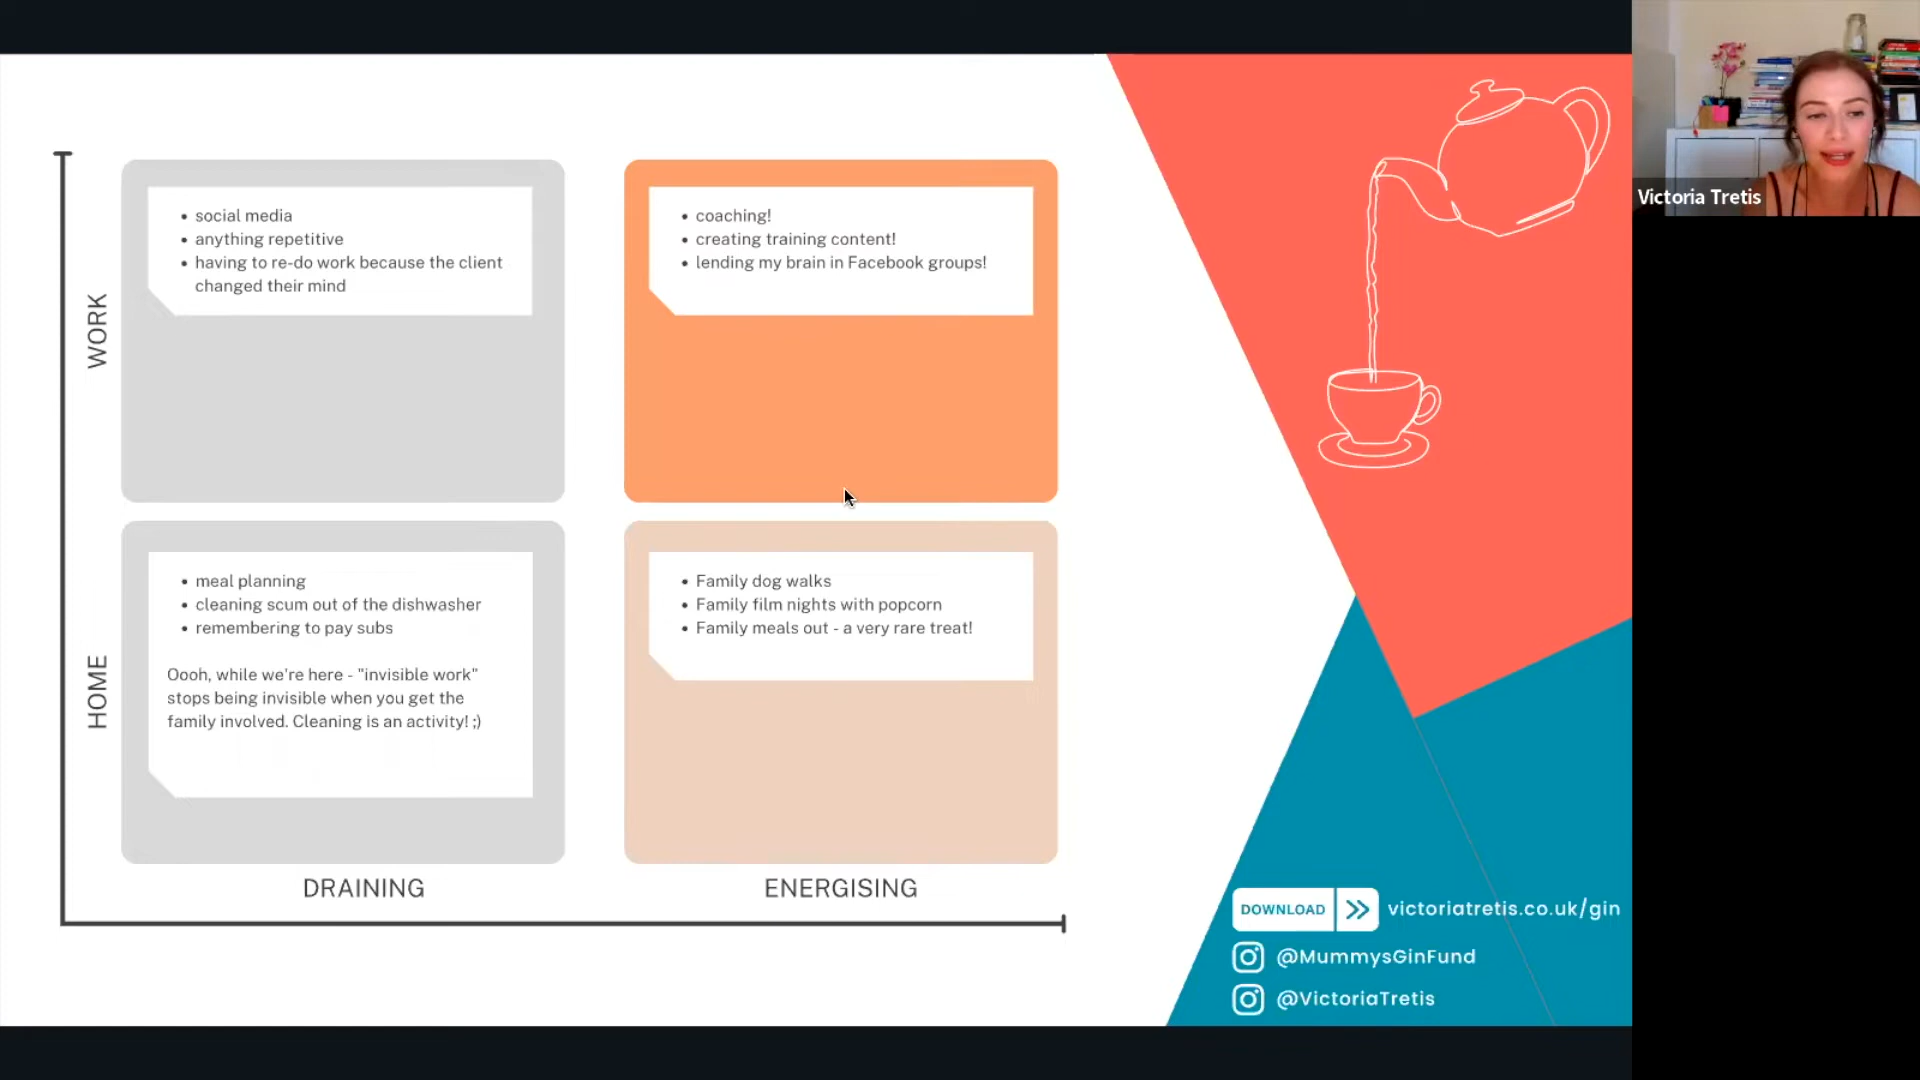 WORK
• social media
• anything repetitive
• having to re-do work because the client
changed their mind
• coaching!
• creating training content!
• lending my brain in Facebook groups!
HOME
• meal planning
• cleaning scum out of the dishwasher
• remembering to pay subs
Oooh, while we're here - "invisible work"
stops being invisible when you get the
family involved. Cleaning is an activity! ;)
• Family dog walks
• Family film nights with popcorn
• Family meals out - a very rare treat!
DRAINING
ENERGISING
DOWNLOAD
victoriatretis.co.uk/gin
@MummysGinFund
@VictoriaTretis
Victoria Tretis